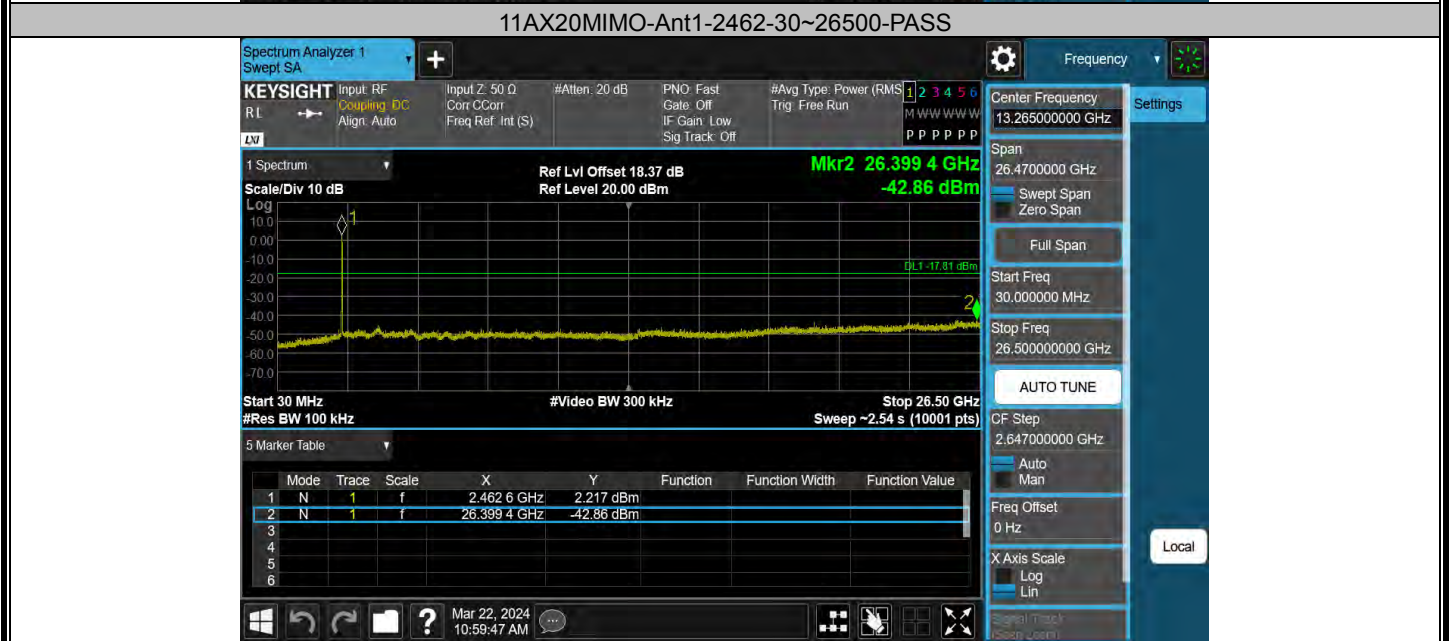 11AX20MIMO-Ant1-2462-30~26500-PASS
Spectrum Analyzer 1
Swept SA
+
Frequency
KEYSIGHT
Input: RF
Coupling: DC
Align: Auto
R L
LXI
Input Z: 50 Ω
Corr CCorr
Freq Ref: Int (S)
#Atten: 20 dB
PNO: Fast
Gate: Off
IF Gain: Low
Sig Track: Off
#Avg Type: Power (RMS
Trig: Free Run
1 2 3 4 5 6
M W W W W W
P P P P P P
Center Frequency
13.265000000 GHz
Settings
Span
26.4700000 GHz
Swept Span
Zero Span
Full Span
Start Freq
30.000000 MHz
Stop Freq
26.500000000 GHz
AUTO TUNE
CF Step
2.647000000 GHz
Auto
Man
Freq Offset
0 Hz
X Axis Scale
Log
Lin
Local
1 Spectrum
Ref Lvl Offset 18.37 dB
Mkr2 26.399 4 GHz
Scale/Div 10 dB
Ref Level 20.00 dBm
-42.86 dBm
Log
10.0
0.00
-10.0
-20.0
-30.0
-40.0
-50.0
-60.0
-70.0
1
DL1 -17.81 dBm
2
Start 30 MHz
#Video BW 300 kHz
Stop 26.50 GHz
#Res BW 100 kHz
Sweep ~2.54 s (10001 pts)
5 Marker Table
Mode Trace Scale X Y Function Function Width Function Value
1 N 1 f 2.462 6 GHz 2.217 dBm
2 N 1 f 26.399 4 GHz -42.86 dBm
3
4
5
6
?
Mar 22, 2024
10:59:47 AM